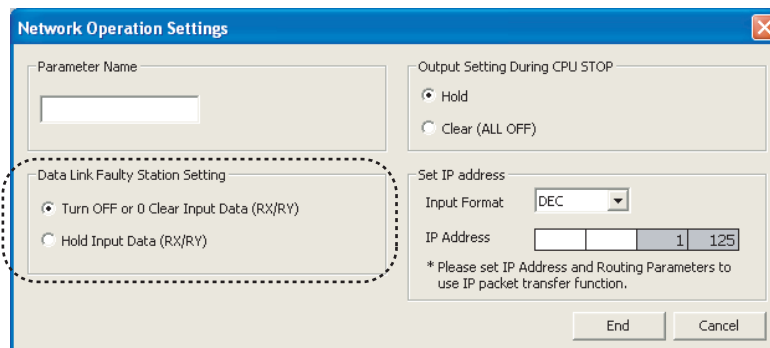 Network Operation Settings
Parameter Name
Data Link Faulty Station Setting
Turn OFF or 0 Clear Input Data (RX/RY)
Hold Input Data (RX/RY)
Output Setting During CPU STOP
Hold
Clear (ALL OFF)
Set IP address
Input Format DEC
IP Address 1 125
* Please set IP Address and Routing Parameters to
use IP packet transfer function.
End Cancel